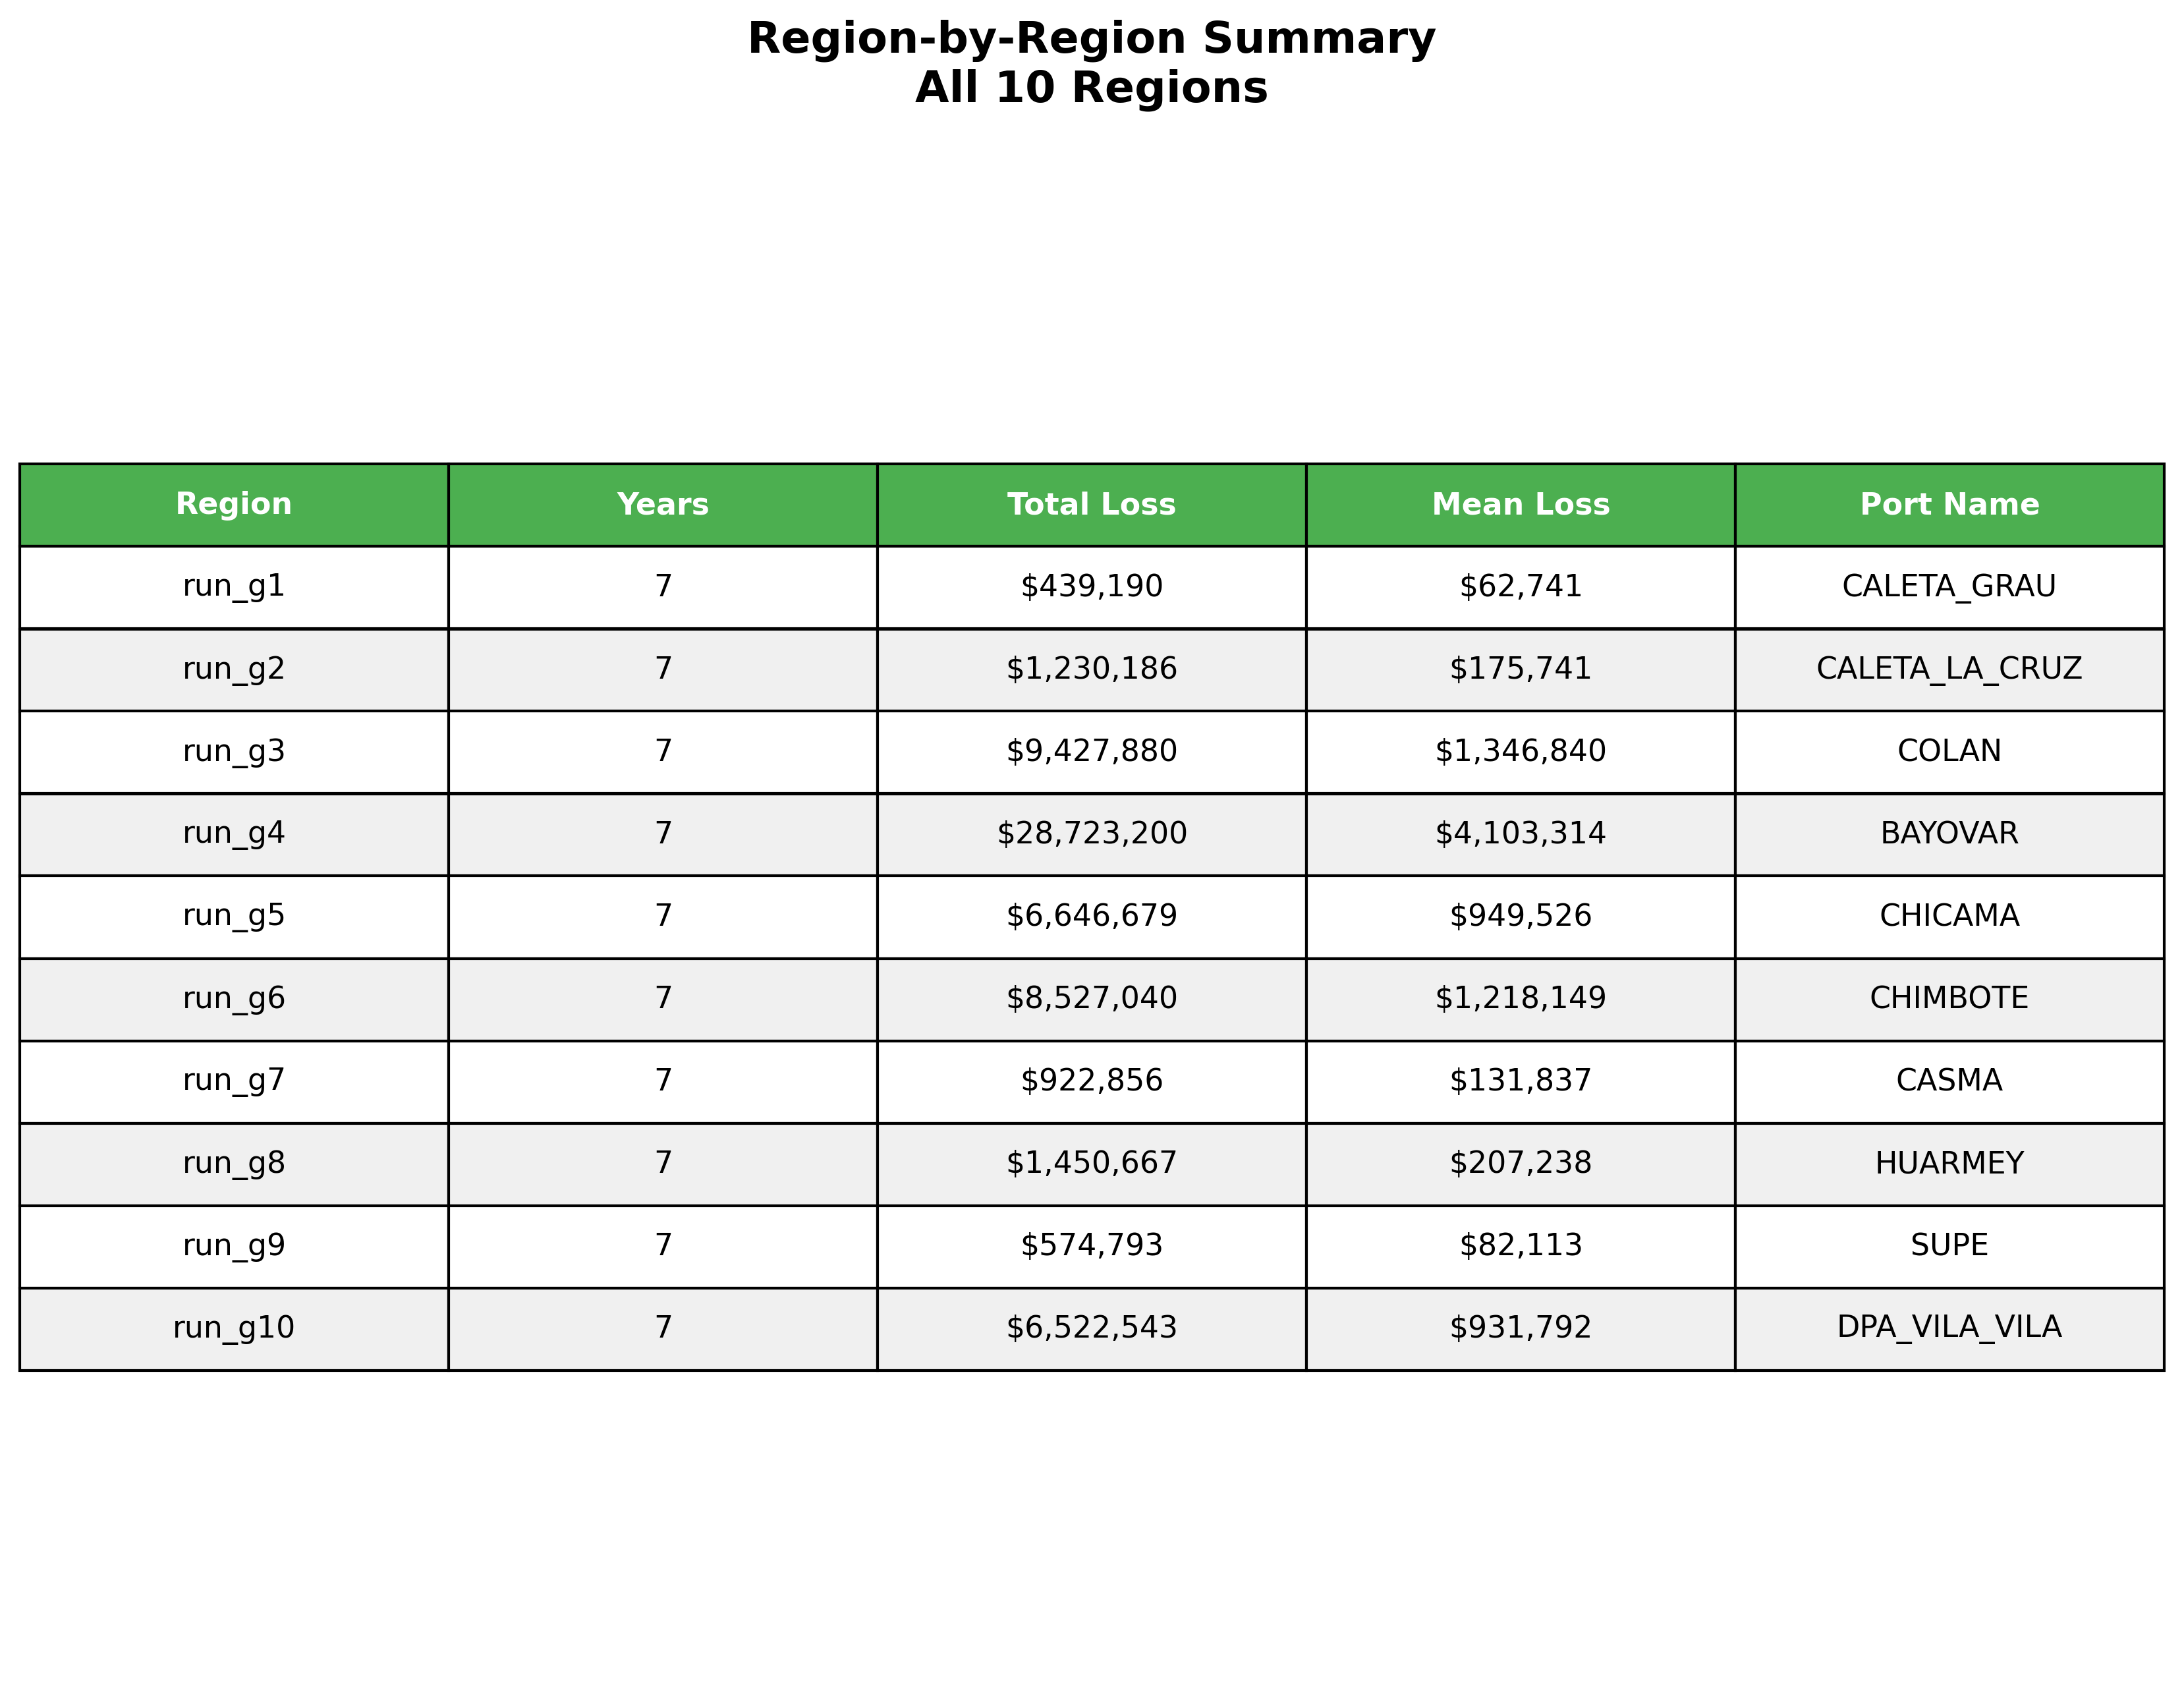 Region-by-Region Summary
All 10 Regions
Region Years Total Loss Mean Loss Port Name
run_g1 7 $439,190 $62,741 CALETA_GRAU
run_g2 7 $1,230,186 $175,741 CALETA_LA_CRUZ
run_g3 7 $9,427,880 $1,346,840 COLAN
run_g4 7 $28,723,200 $4,103,314 BAYOVAR
run_g5 7 $6,646,679 $949,526 CHICAMA
run_g6 7 $8,527,040 $1,218,149 CHIMBOTE
run_g7 7 $922,856 $131,837 CASMA
run_g8 7 $1,450,667 $207,238 HUARMEY
run_g9 7 $574,793 $82,113 SUPE
run_g10 7 $6,522,543 $931,792 DPA_VILA_VILA